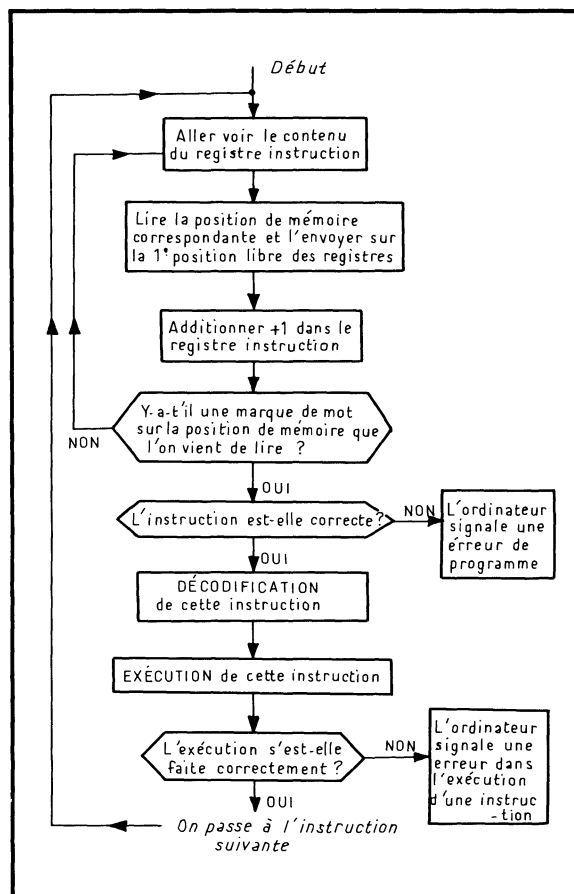 Début
Aller voir le contenu
du registre instruction
Lire la position de mémoire
correspondante et l'envoyer sur
la 1e position libre des registres
Additionner +1 dans le
registre instruction
Y-a-t'il une marque de mot
sur la position de mémoire que
l'on vient de lire ?
NON
OUI
L'instruction est-elle correcte?
NON
L'ordinateur
signale une
érreur de
programme
OUI
DÉCODIFICATION
de cette instruction
EXÉCUTION de cette instruction
L'exécution s'est-elle
faite correctement ?
NON
L'ordinateur
signale une
erreur dans
l'exécution
d'une instruc
-tion
OUI
On passe à l'instruction
suivante